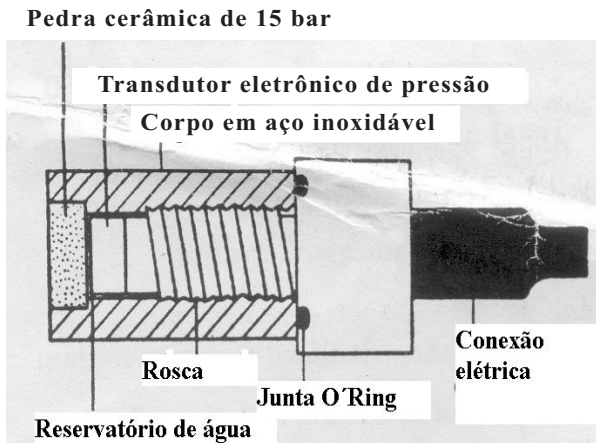 Pedra cerâmica de 15 bar
Transdutor eletrônico de pressão
Corpo em aço inoxidável
Rosca
Junta O´Ring
Conexão
elétrica
Reservatório de água